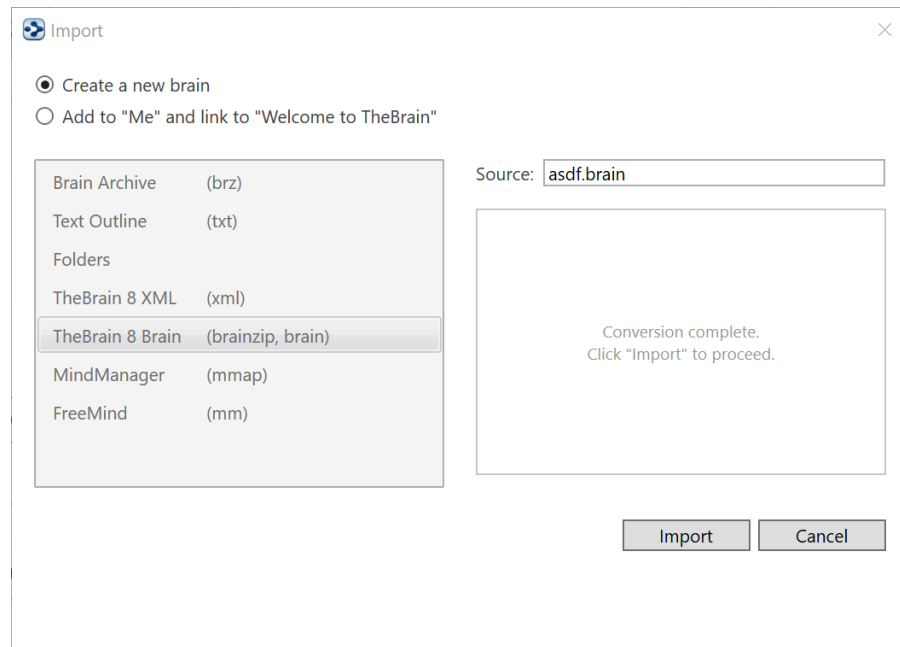 Import
Create a new brain
Add to "Me" and link to "Welcome to TheBrain"
Brain Archive (brz)
Text Outline (txt)
Folders
TheBrain 8 XML (xml)
TheBrain 8 Brain (brainzip, brain)
MindManager (mmap)
FreeMind (mm)
Source: asdf.brain
Conversion complete.
Click "Import" to proceed.
Import Cancel